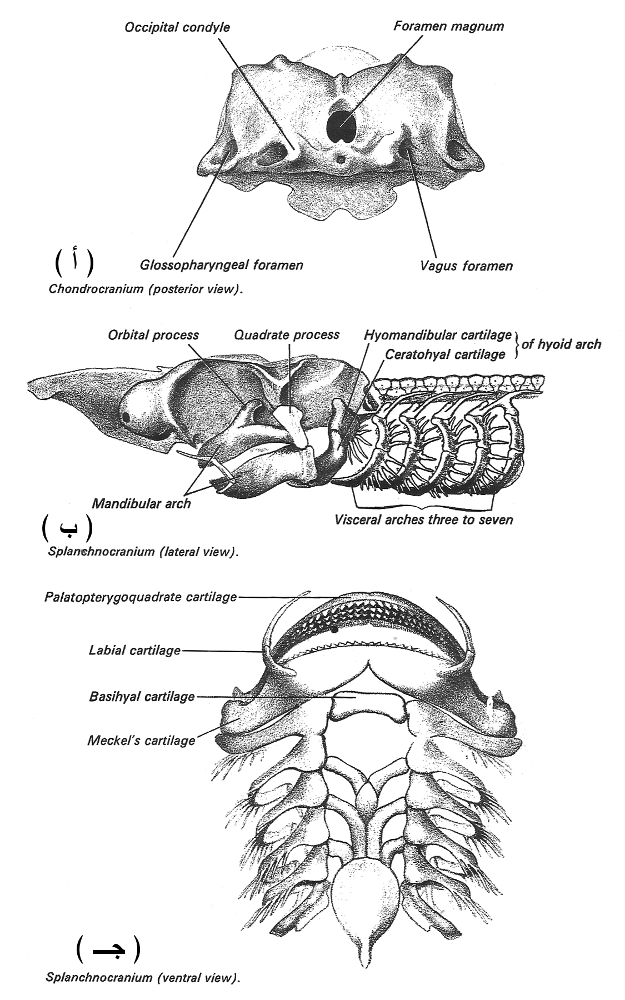 Occipital condyle
Foramen magnum
Glossopharyngeal foramen
Vagus foramen
( أ )
Chondrocranium (posterior view).
Orbital process
Quadrate process
Hyomandibular cartilage
Ceratohyal cartilage
of hyoid arch
Mandibular arch
Visceral arches three to seven
( ب )
Splanchnocranium (lateral view).
Palatopterygoquadrate cartilage
Labial cartilage
Basihyal cartilage
Meckel's cartilage
( جـ )
Splanchnocranium (ventral view).